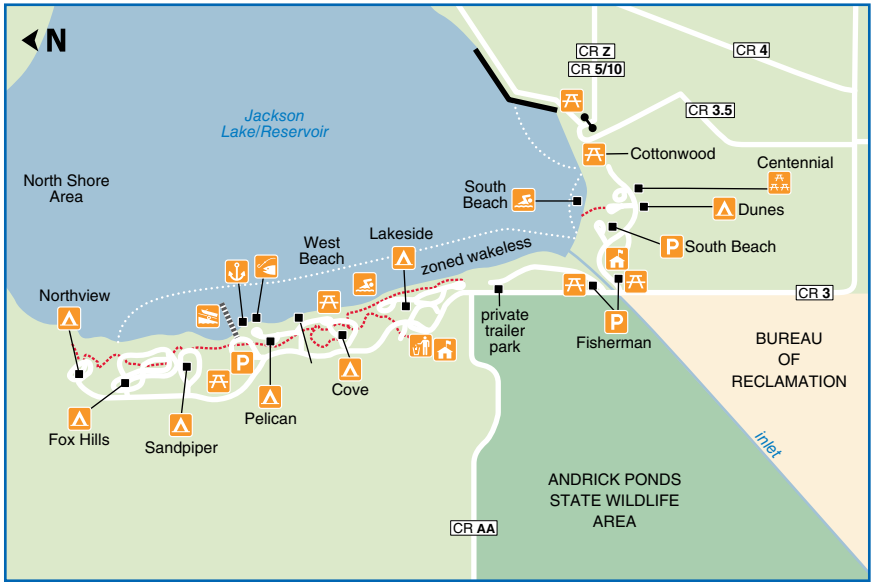 N
CR Z
CR 5/10
CR 4
CR 3.5
Jackson
Lake/Reservoir
Cottonwood
Centennial
North Shore
Area
South
Beach
Dunes
P South Beach
West
Beach
Lakeside
zoned wakeless
Northview
CR 3
private
trailer
park
P
Fisherman
BUREAU
OF
RECLAMATION
P
Cove
Pelican
Fox Hills
Sandpiper
inlet
ANDRICK PONDS
STATE WILDLIFE
AREA
CR AA